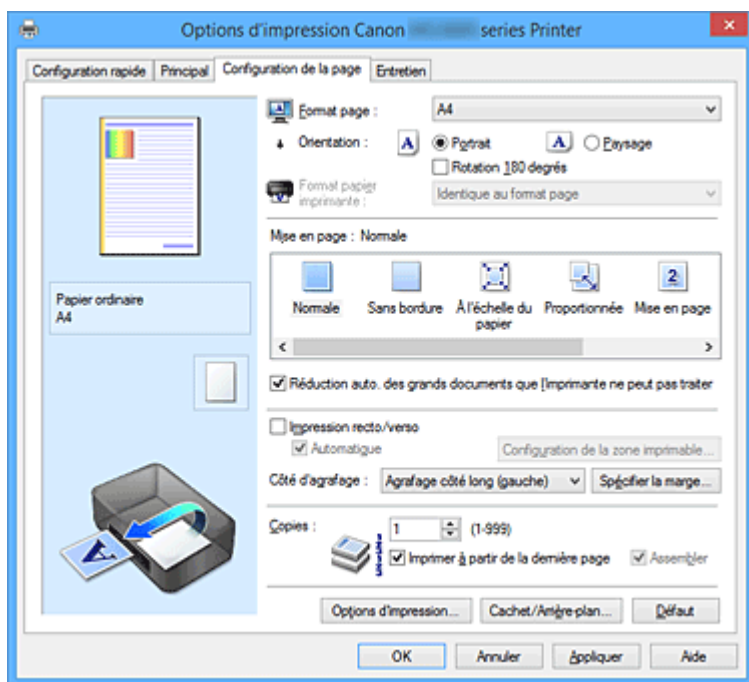 Options d'impression Canon series Printer
Configuration rapide Principal Configuration de la page Entretien
Format page : A4
Orientation : A Portrait A Paysage
Rotation 180 degrés
Format papier imprimante : Identique au format page
Mise en page : Normale
Normale Sans bordure À l'échelle du papier Proportionnée Mise en page
Papier ordinaire
A4
Réduction auto. des grands documents que l'imprimante ne peut pas traiter
Impression recto/verso
Automatique Configuration de la zone imprimable...
Côté d'agrafage : Agrafage côté long (gauche) Spécifier la marge...
Copies : 1 (1-999)
Imprimer à partir de la dernière page Assembler
Options d'impression... Cachet/Arrière-plan... Défaut
OK Annuler Appliquer Aide